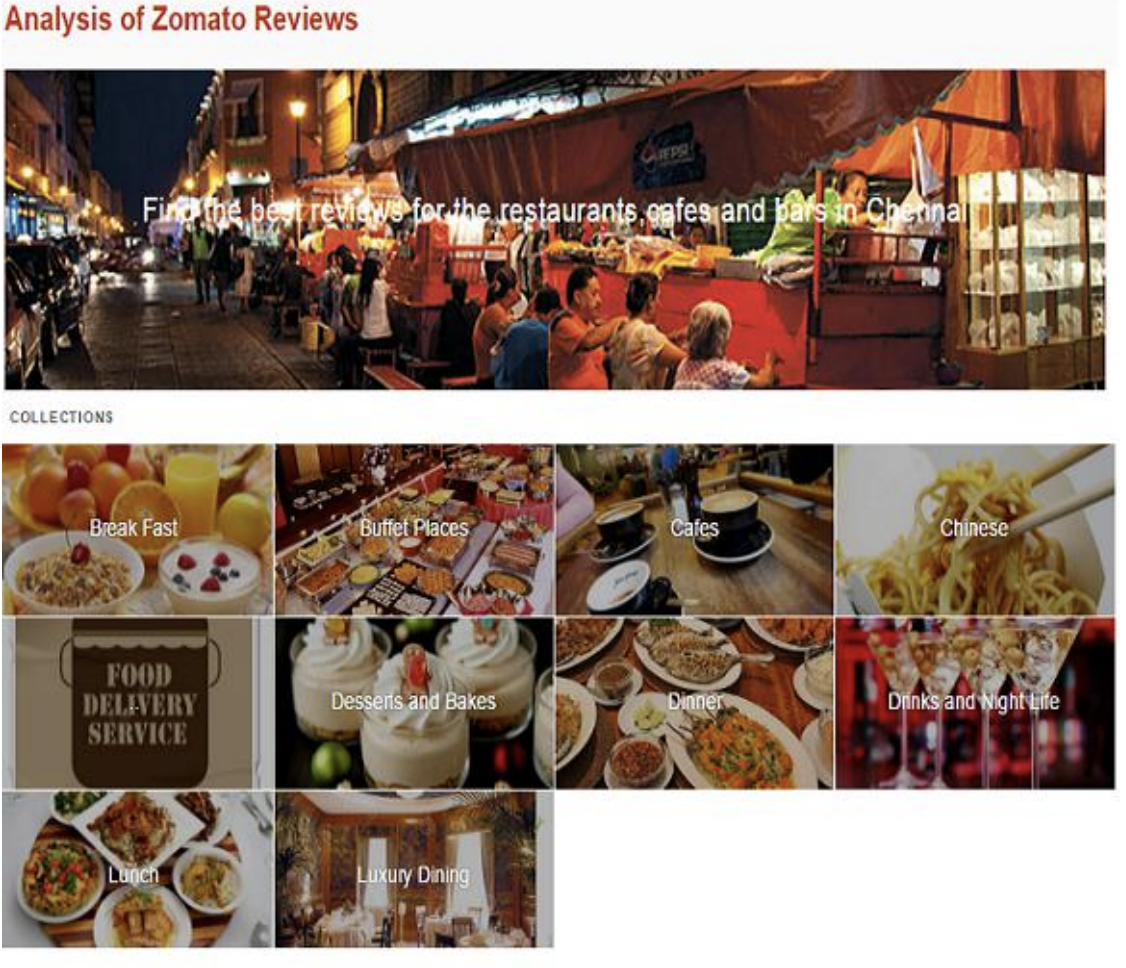 Analysis of Zomato Reviews
PEPSI
Find the best reviews for the restaurants,cafes and bars in Chennai
COLLECTIONS
Break Fast
Buffet Places
Cafes
Chinese
FOOD
DELIVERY
SERVICE
Desserts and Bakes
Dinner
Drinks and Night Life
Lunch
Luxury Dining